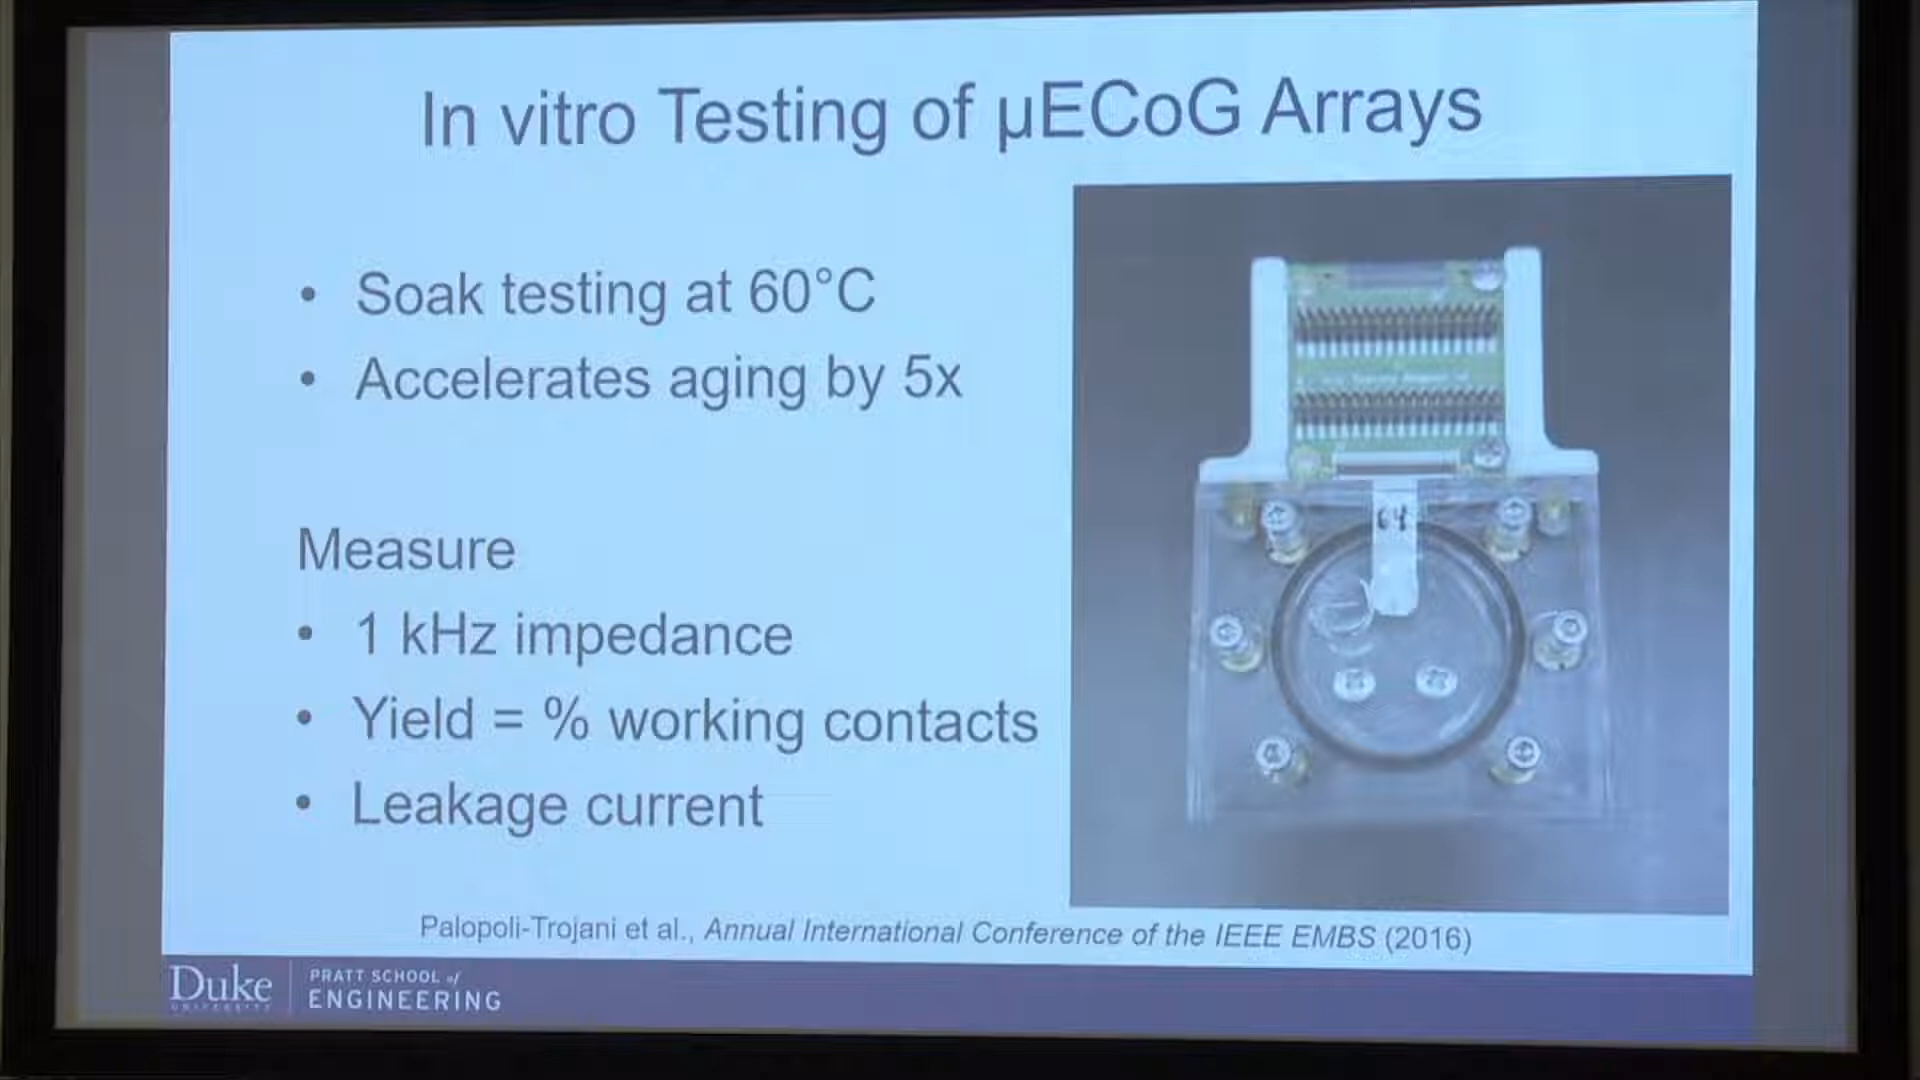 In vitro Testing of µECoG Arrays
• Soak testing at 60°C
• Accelerates aging by 5x
Measure
• 1 kHz impedance
• Yield = % working contacts
• Leakage current
64
Palopoli-Trojani et al., Annual International Conference of the IEEE EMBS (2016)
Duke
UNIVERSITY
PRATT SCHOOL of
ENGINEERING